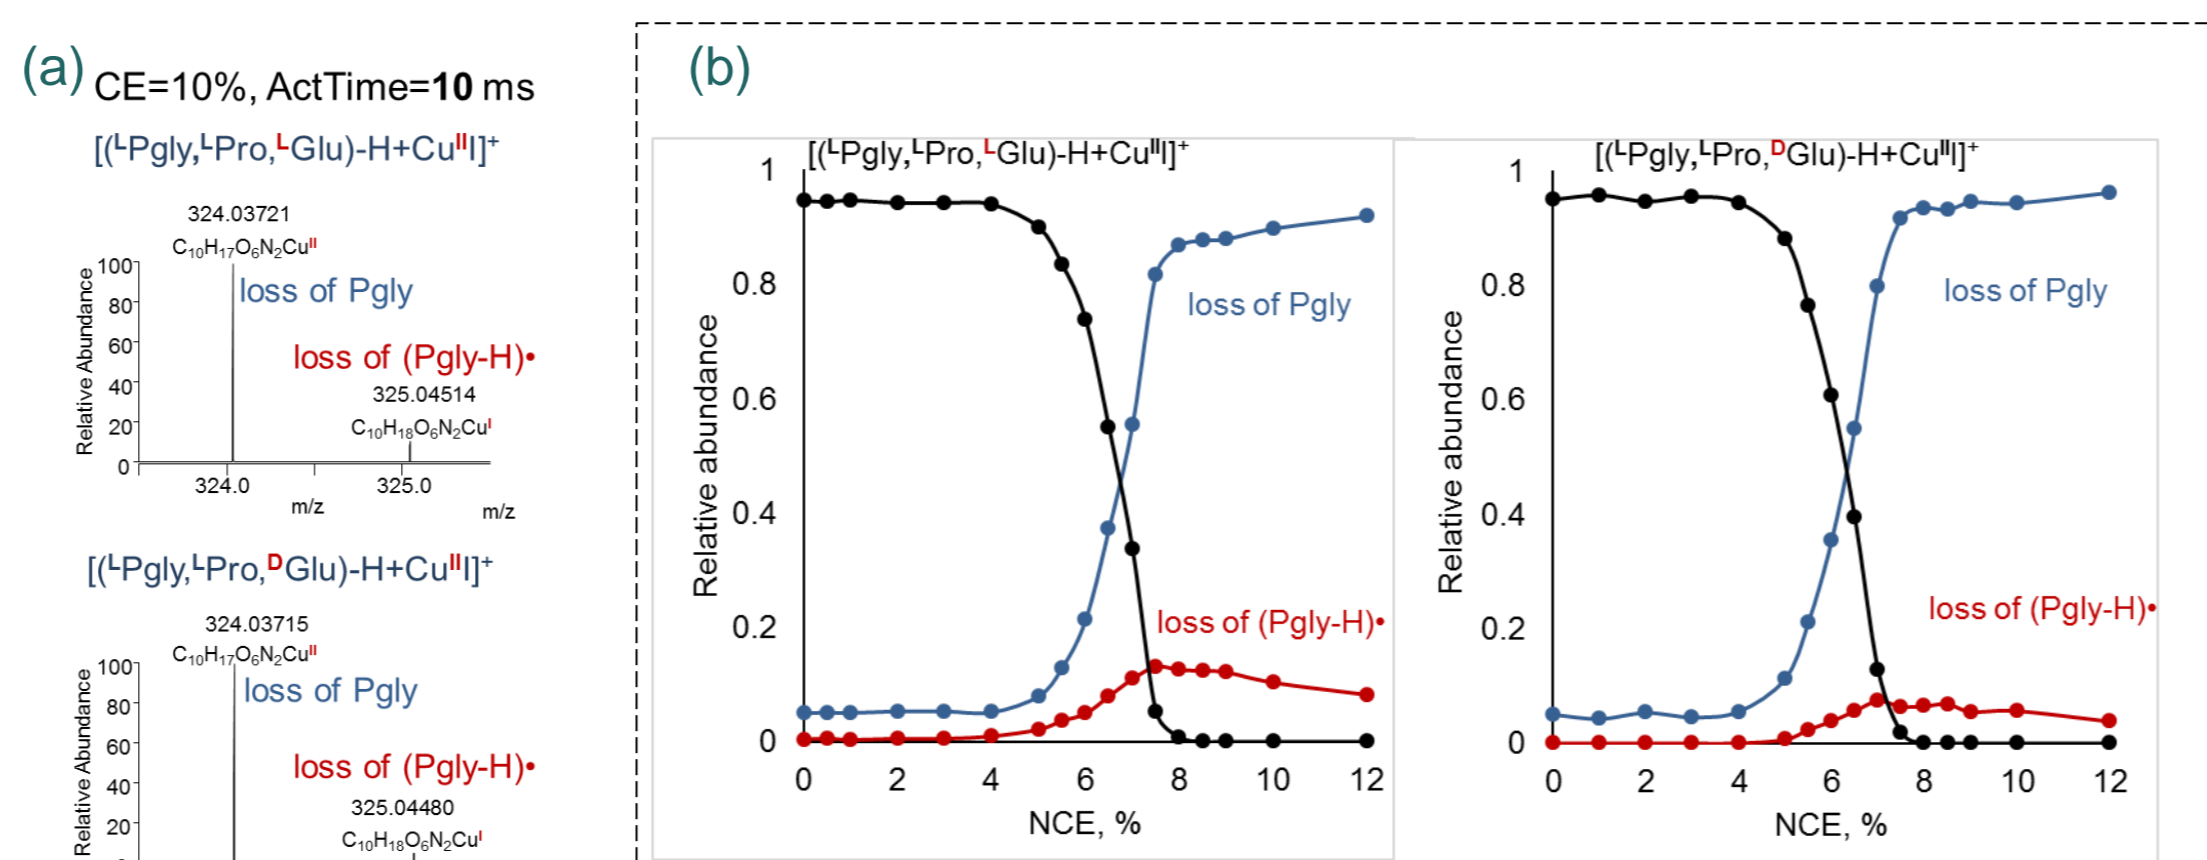 (a)
CE=10%, ActTime=10 ms
[(ᴸPgly,ᴸPro,ᴸGlu)-H+Cuᴵᴵl]⁺
324.03721
C₁₀H₁₇O₆N₂Cuᴵᴵ
loss of Pgly
loss of (Pgly-H)•
325.04514
C₁₀H₁₈O₆N₂Cuᴵ
Relative Abundance
100
80
60
40
20
0
324.0
325.0
m/z
m/z
[(ᴸPgly,ᴸPro,ᴰGlu)-H+Cuᴵᴵl]⁺
324.03715
C₁₀H₁₇O₆N₂Cuᴵᴵ
loss of Pgly
loss of (Pgly-H)•
325.04480
C₁₀H₁₈O₆N₂Cuᴵ
Relative Abundance
100
80
60
40
20
(b)
[(ᴸPgly,ᴸPro,ᴸGlu)-H+Cuᴵᴵl]⁺
Relative abundance
1
0.8
0.6
0.4
0.2
0
loss of Pgly
loss of (Pgly-H)•
0 2 4 6 8 10 12
NCE, %
[(ᴸPgly,ᴸPro,ᴰGlu)-H+Cuᴵᴵl]⁺
Relative abundance
1
0.8
0.6
0.4
0.2
0
loss of Pgly
loss of (Pgly-H)•
0 2 4 6 8 10 12
NCE, %